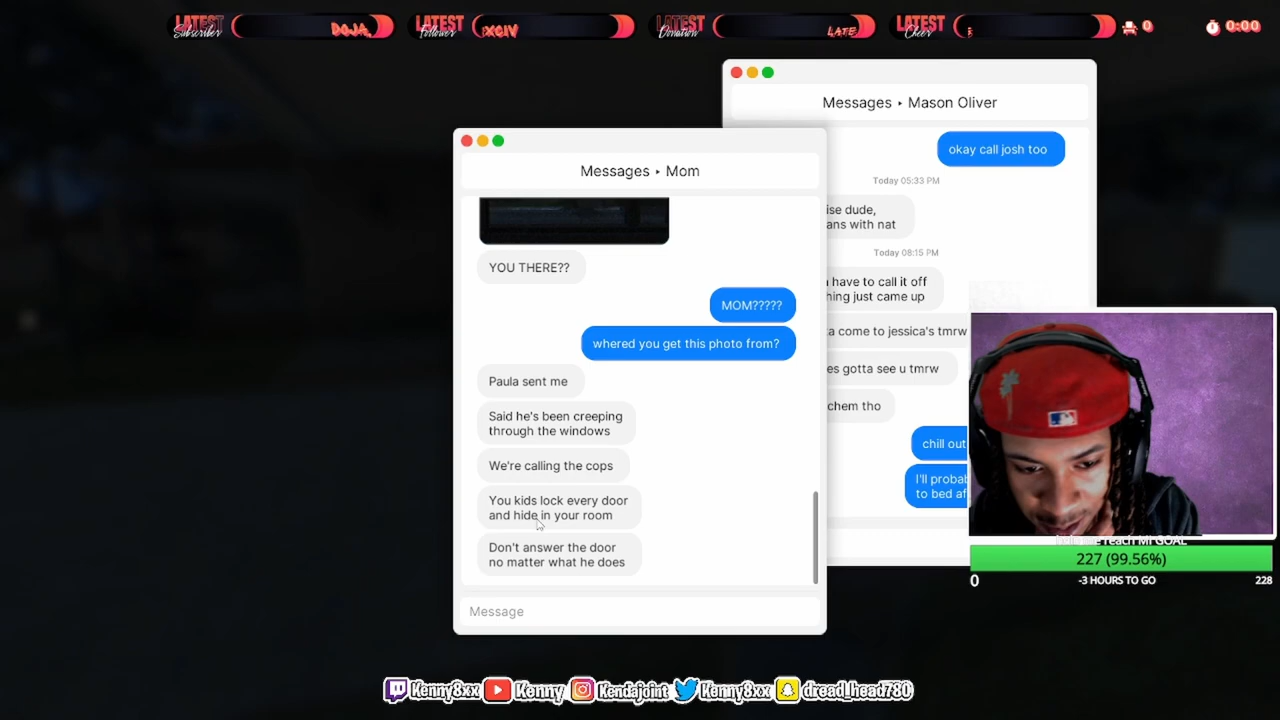 LATEST
Subscriber
DOJA,
LATEST
Follower
LATEST
Donation
LATE
LATEST
Cheer
0
0:00
Messages ‣ Mason Oliver
okay call josh too
Today 05:33 PM
ise dude,
ans with nat
Today 08:15 PM
have to call it off
hing just came up
a come to jessica's tmrw
es gotta see u tmrw
chem tho
chill out
I'll probab
to bed af
Messages ‣ Mom
YOU THERE??
MOM?????
whered you get this photo from?
Paula sent me
Said he's been creeping
through the windows
We're calling the cops
You kids lock every door
and hide in your room
Don't answer the door
no matter what he does
Message
227 (99.56%)
0
-3 HOURS TO GO
228
Kenny8xx
Kenny
Kendajoint
Kenny8xx
dread_head780